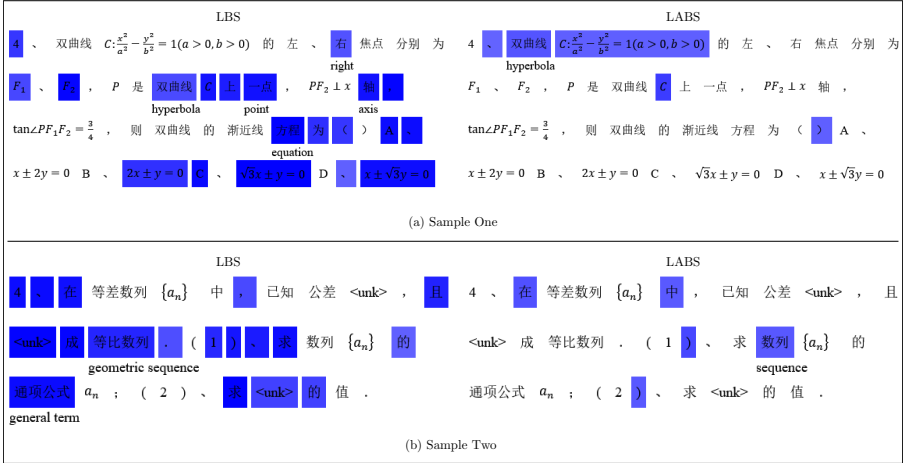 LBS
4 、 双曲线 C:x²/a² − y²/b² = 1(a > 0, b > 0) 的 左 、 右 焦点 分别 为
right
F₁ 、 F₂ ， P 是 双曲线 C 上 一点 ， PF₂ ⊥ x 轴 ，
hyperbola point axis
tan∠PF₁F₂ = 3/4 ， 则 双曲线 的 渐近线 方程 为 （ ） A 、
equation
x ± 2y = 0 B 、 2x ± y = 0 C 、 √3x ± y = 0 D 、 x ± √3y = 0
LABS
4 、 双曲线 C:x²/a² − y²/b² = 1(a > 0, b > 0) 的 左 、 右 焦点 分别 为
hyperbola
F₁ 、 F₂ ， P 是 双曲线 C 上 一点 ， PF₂ ⊥ x 轴 ，
tan∠PF₁F₂ = 3/4 ， 则 双曲线 的 渐近线 方程 为 （ ） A 、
x ± 2y = 0 B 、 2x ± y = 0 C 、 √3x ± y = 0 D 、 x ± √3y = 0
(a) Sample One
LBS
4 、 在 等差数列 {aₙ} 中 ， 已知 公差 <unk> ， 且
<unk> 成 等比数列 . ( 1 ) 、 求 数列 {aₙ} 的
geometric sequence
通项公式 aₙ ； ( 2 ) 、 求 <unk> 的 值 .
general term
LABS
4 、 在 等差数列 {aₙ} 中 ， 已知 公差 <unk> ， 且
<unk> 成 等比数列 . ( 1 ) 、 求 数列 {aₙ} 的
sequence
通项公式 aₙ ； ( 2 ) 、 求 <unk> 的 值 .
(b) Sample Two